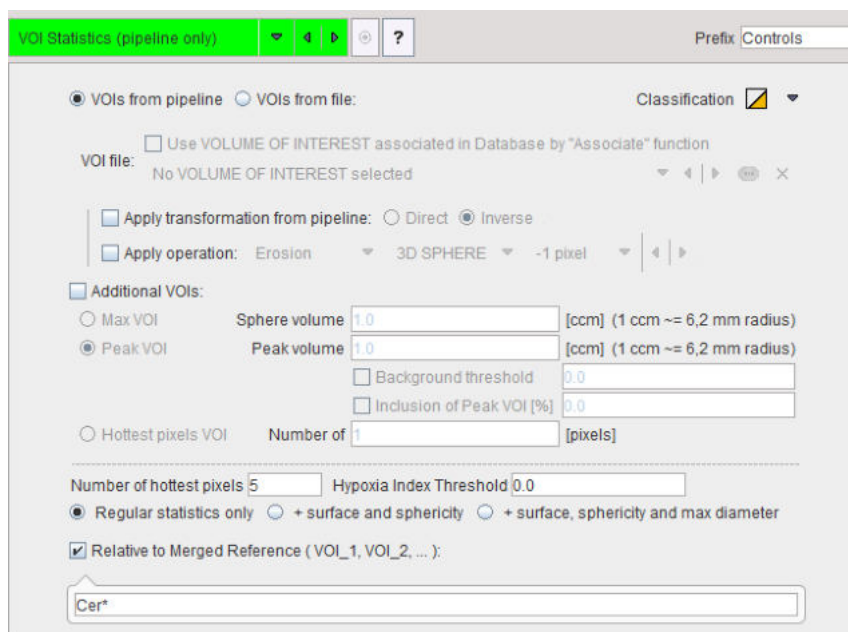 VOI Statistics (pipeline only) ? Prefix Controls
VOIs from pipeline VOIs from file: Classification
Use VOLUME OF INTEREST associated in Database by "Associate" function
VOI file:
No VOLUME OF INTEREST selected
Apply transformation from pipeline: Direct Inverse
Apply operation: Erosion 3D SPHERE -1 pixel
Additional VOIs:
Max VOI Sphere volume 1.0 [ccm] (1 ccm ~= 6,2 mm radius)
Peak VOI Peak volume 1.0 [ccm] (1 ccm ~= 6,2 mm radius)
Background threshold 0.0
Inclusion of Peak VOI [%] 0.0
Hottest pixels VOI Number of 1 [pixels]
Number of hottest pixels 5 Hypoxia Index Threshold 0.0
Regular statistics only + surface and sphericity + surface, sphericity and max diameter
Relative to Merged Reference ( VOI_1, VOI_2, ... ):
Cer*